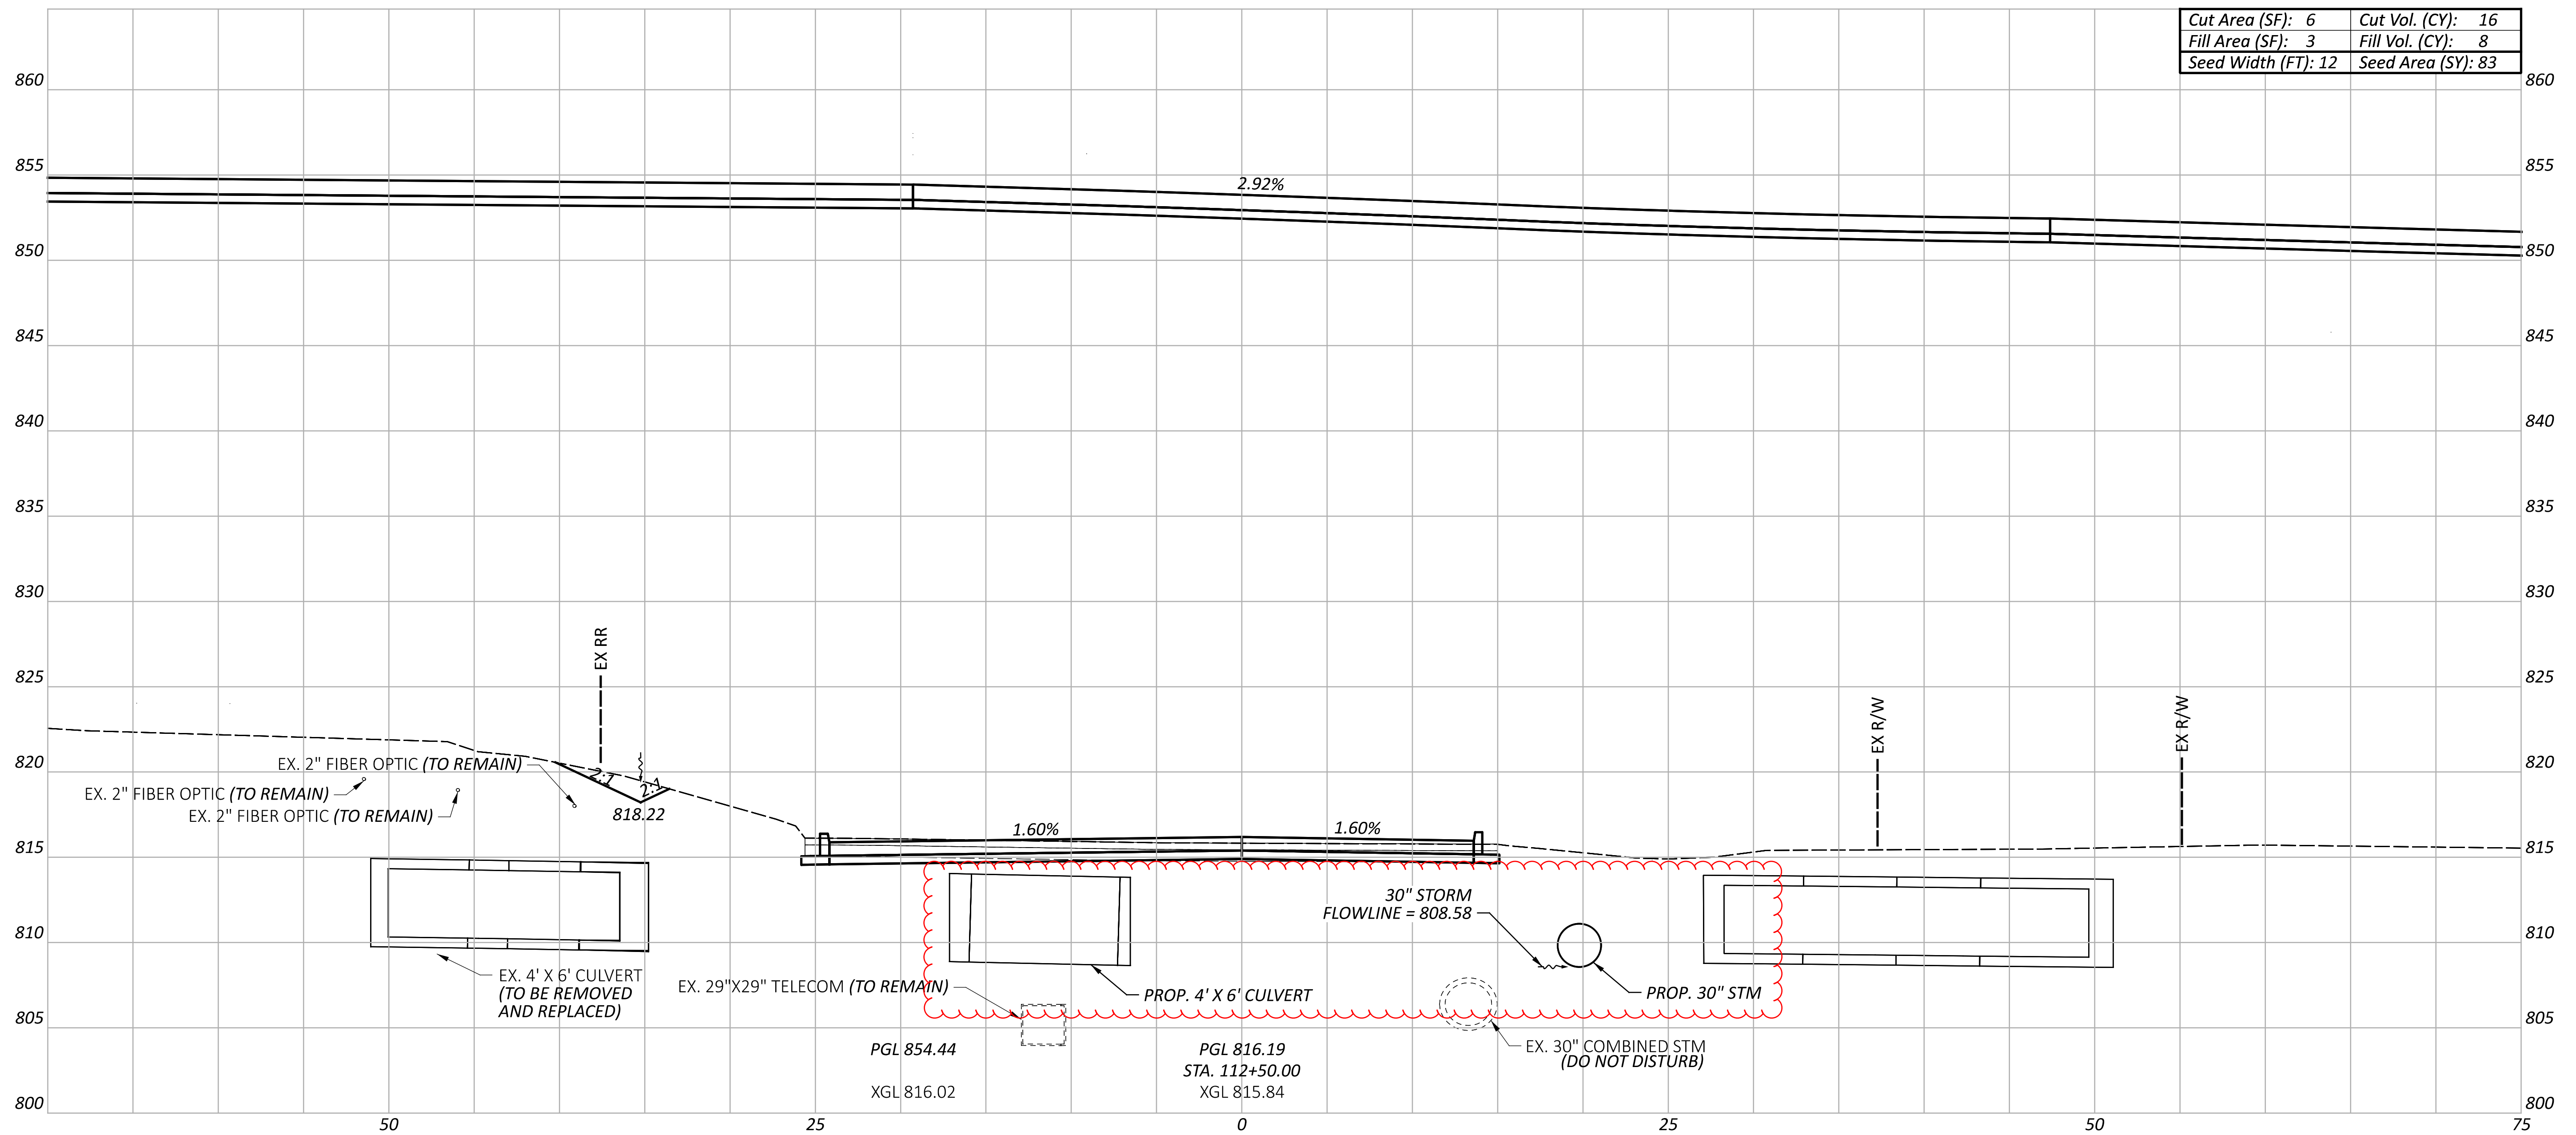 Cut Area (SF): 6 Cut Vol. (CY): 16
Fill Area (SF): 3 Fill Vol. (CY): 8
Seed Width (FT): 12 Seed Area (SY): 83
860 860
855 855
2.92%
850 850
845 845
840 840
835 835
830 830
EX RR
825 825
EX R/W
EX R/W
820 820
EX. 2" FIBER OPTIC (TO REMAIN)
2:1
2:1
EX. 2" FIBER OPTIC (TO REMAIN)
EX. 2" FIBER OPTIC (TO REMAIN)
818.22
1.60%
1.60%
815 815
30" STORM
FLOWLINE = 808.58
810 810
EX. 4' X 6' CULVERT
(TO BE REMOVED
AND REPLACED)
EX. 29"X29" TELECOM (TO REMAIN)
PROP. 4' X 6' CULVERT
PROP. 30" STM
805 805
EX. 30" COMBINED STM
(DO NOT DISTURB)
PGL 854.44
XGL 816.02
PGL 816.19
STA. 112+50.00
XGL 815.84
800 800
50 25 0 25 50 75